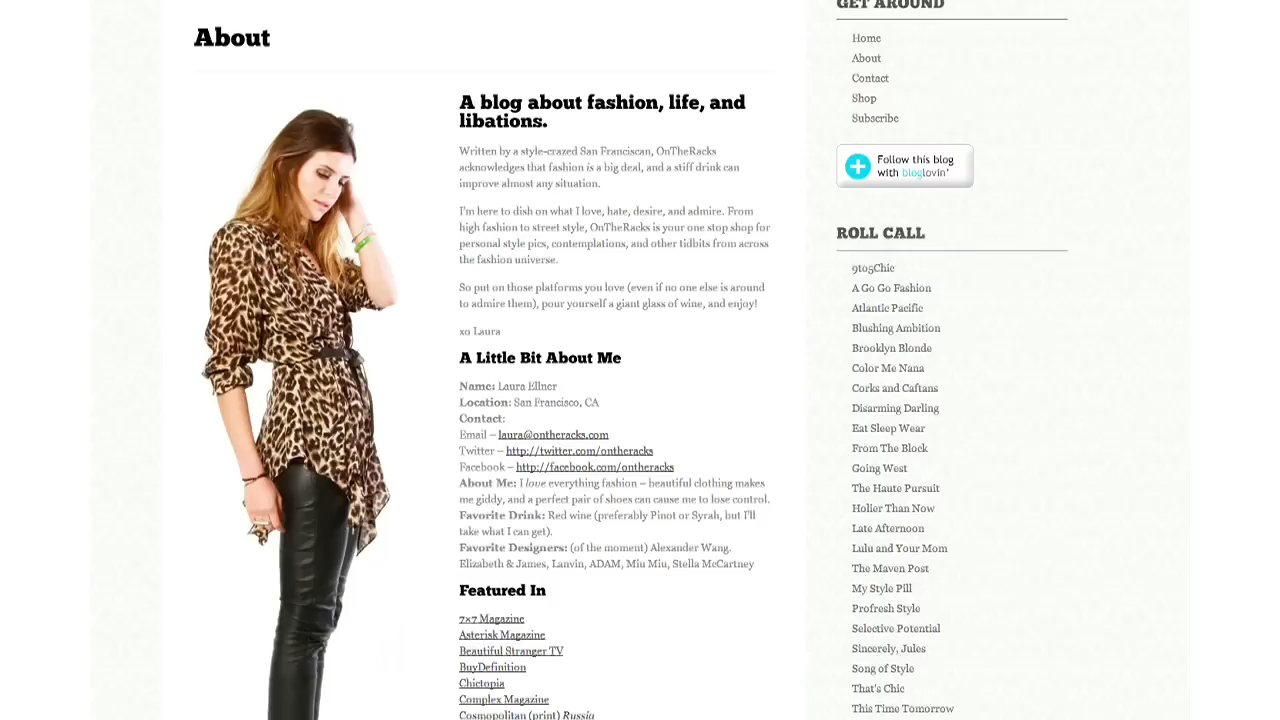 About
A blog about fashion, life, and
libations.
Written by a style-crazed San Franciscan, OnTheRacks
acknowledges that fashion is a big deal, and a stiff drink can
improve almost any situation.
I'm here to dish on what I love, hate, desire, and admire. From
high fashion to street style, OnTheRacks is your one stop shop for
personal style pics, contemplations, and other tidbits from across
the fashion universe.
So put on those platforms you love (even if no one else is around
to admire them), pour yourself a giant glass of wine, and enjoy!
xo Laura
A Little Bit About Me
Name: Laura Ellner
Location: San Francisco, CA
Contact:
Email – laura@ontheracks.com
Twitter – http://twitter.com/ontheracks
Facebook – http://facebook.com/ontheracks
About Me: I love everything fashion – beautiful clothing makes
me giddy, and a perfect pair of shoes can cause me to lose control.
Favorite Drink: Red wine (preferably Pinot or Syrah, but I'll
take what I can get).
Favorite Designers: (of the moment) Alexander Wang,
Elizabeth & James, Lanvin, ADAM, Miu Miu, Stella McCartney
Featured In
7×7 Magazine
Asterisk Magazine
Beautiful Stranger TV
BuyDefinition
Chictopia
Complex Magazine
Cosmopolitan (print) Russia
GET AROUND
Home
About
Contact
Shop
Subscribe
Follow this blog
with bloglovin'
ROLL CALL
9to5Chic
A Go Go Fashion
Atlantic Pacific
Blushing Ambition
Brooklyn Blonde
Color Me Nana
Corks and Caftans
Disarming Darling
Eat Sleep Wear
From The Block
Going West
The Haute Pursuit
Holier Than Now
Late Afternoon
Lulu and Your Mom
The Maven Post
My Style Pill
Profresh Style
Selective Potential
Sincerely, Jules
Song of Style
That's Chic
This Time Tomorrow